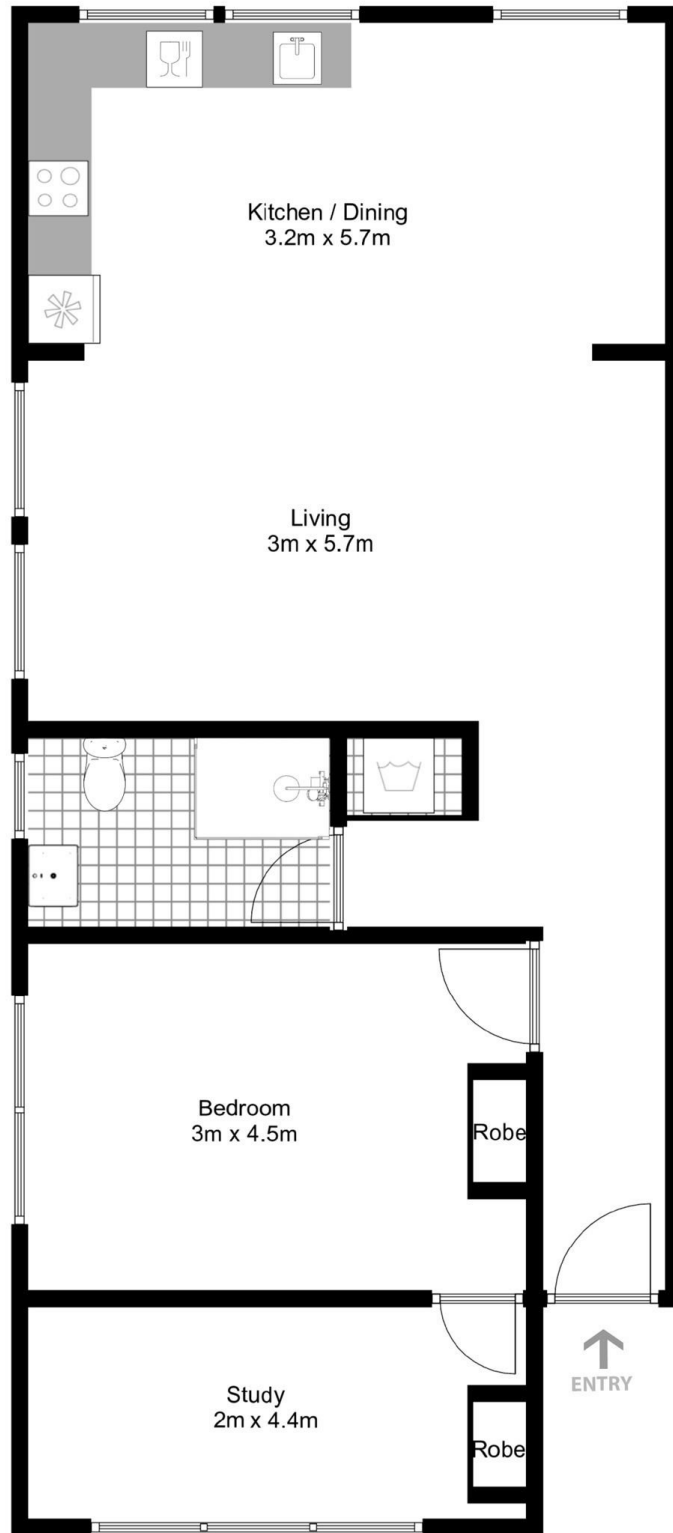 Kitchen / Dining
3.2m x 5.7m
Living
3m x 5.7m
Bedroom
3m x 4.5m
Robe
ENTRY
Study
2m x 4.4m
Robe